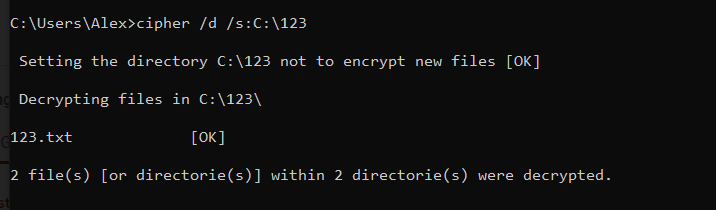 C:\Users\Alex>cipher /d /s:C:\123
Setting the directory C:\123 not to encrypt new files [OK]
Decrypting files in C:\123\
123.txt [OK]
2 file(s) [or directorie(s)] within 2 directorie(s) were decrypted.